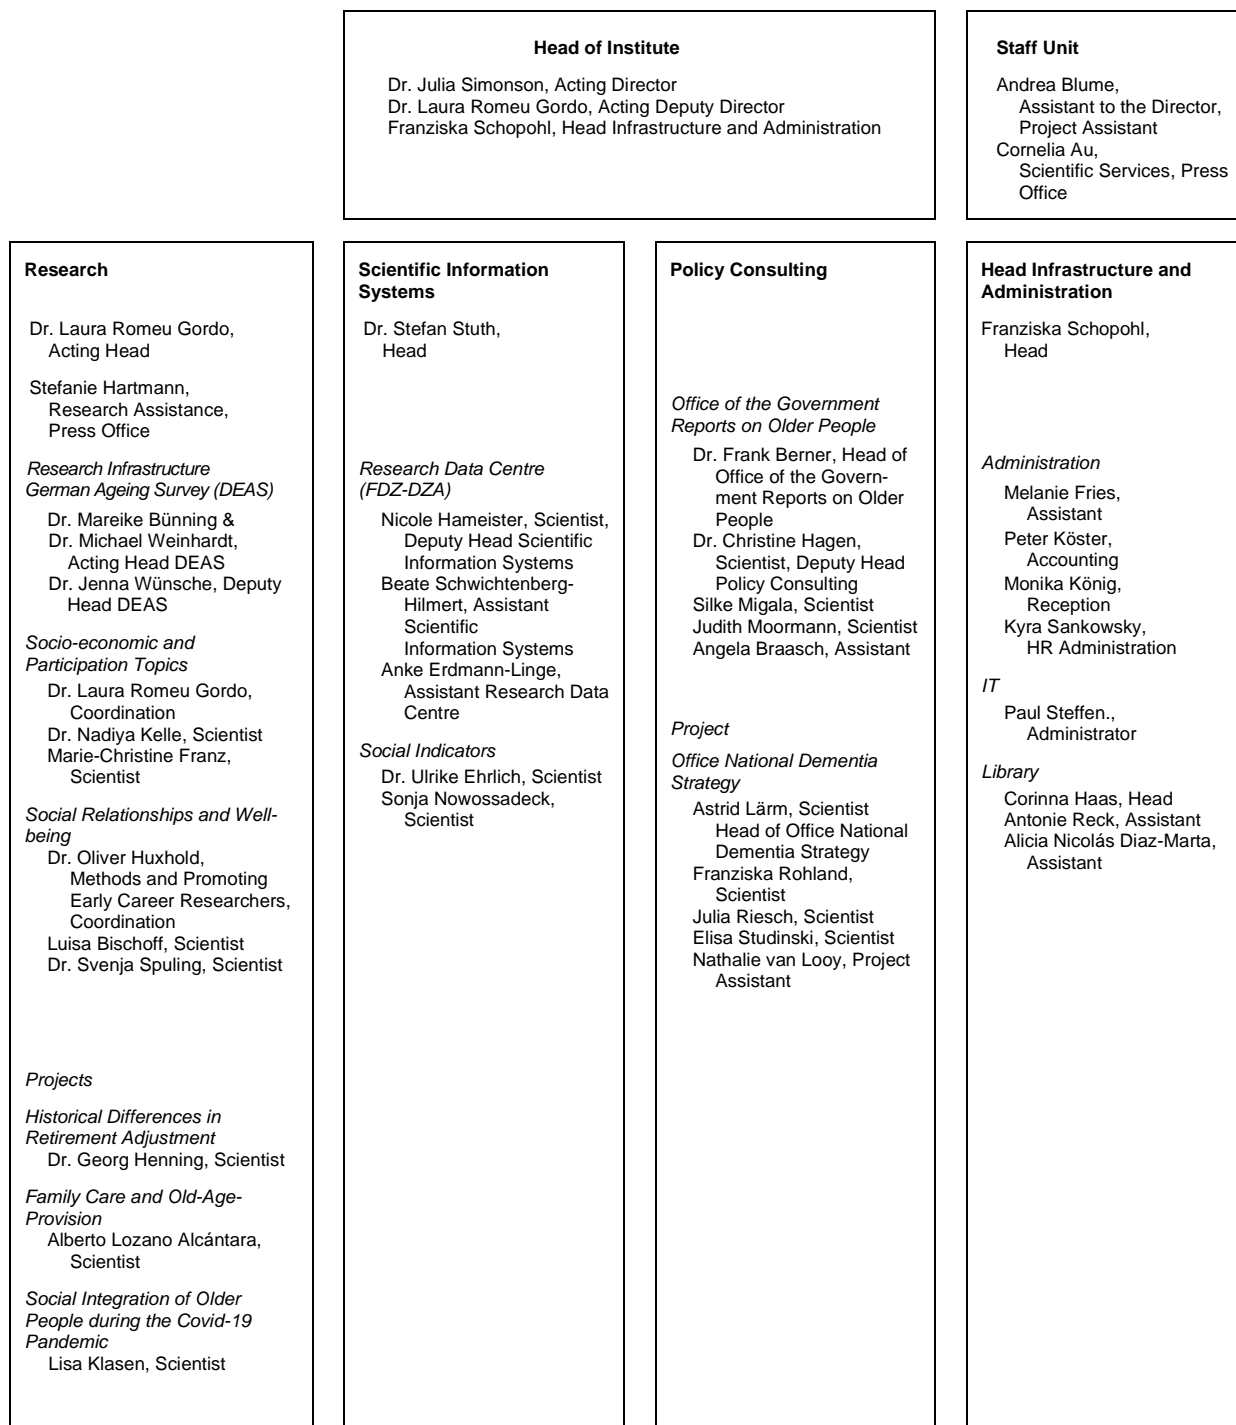 Head of Institute
Dr. Julia Simonson, Acting Director
Dr. Laura Romeu Gordo, Acting Deputy Director
Franziska Schopohl, Head Infrastructure and Administration
Staff Unit
Andrea Blume,
Assistant to the Director,
Project Assistant
Cornelia Au,
Scientific Services, Press
Office
Research
Dr. Laura Romeu Gordo,
Acting Head
Stefanie Hartmann,
Research Assistance,
Press Office
Research Infrastructure
German Ageing Survey (DEAS)
Dr. Mareike Bünning &
Dr. Michael Weinhardt,
Acting Head DEAS
Dr. Jenna Wünsche, Deputy
Head DEAS
Socio-economic and
Participation Topics
Dr. Laura Romeu Gordo,
Coordination
Dr. Nadiya Kelle, Scientist
Marie-Christine Franz,
Scientist
Social Relationships and Well-
being
Dr. Oliver Huxhold,
Methods and Promoting
Early Career Researchers,
Coordination
Luisa Bischoff, Scientist
Dr. Svenja Spuling, Scientist
Projects
Historical Differences in
Retirement Adjustment
Dr. Georg Henning, Scientist
Family Care and Old-Age-
Provision
Alberto Lozano Alcántara,
Scientist
Social Integration of Older
People during the Covid-19
Pandemic
Lisa Klasen, Scientist
Scientific Information
Systems
Dr. Stefan Stuth,
Head
Research Data Centre
(FDZ-DZA)
Nicole Hameister, Scientist,
Deputy Head Scientific
Information Systems
Beate Schwichtenberg-
Hilmert, Assistant
Scientific
Information Systems
Anke Erdmann-Linge,
Assistant Research Data
Centre
Social Indicators
Dr. Ulrike Ehrlich, Scientist
Sonja Nowossadeck,
Scientist
Policy Consulting
Office of the Government
Reports on Older People
Dr. Frank Berner, Head of
Office of the Govern-
ment Reports on Older
People
Dr. Christine Hagen,
Scientist, Deputy Head
Policy Consulting
Silke Migala, Scientist
Judith Moormann, Scientist
Angela Braasch, Assistant
Project
Office National Dementia
Strategy
Astrid Lärm, Scientist
Head of Office National
Dementia Strategy
Franziska Rohland,
Scientist
Julia Riesch, Scientist
Elisa Studinski, Scientist
Nathalie van Looy, Project
Assistant
Head Infrastructure and
Administration
Franziska Schopohl,
Head
Administration
Melanie Fries,
Assistant
Peter Köster,
Accounting
Monika König,
Reception
Kyra Sankowsky,
HR Administration
IT
Paul Steffen.,
Administrator
Library
Corinna Haas, Head
Antonie Reck, Assistant
Alicia Nicolás Diaz-Marta,
Assistant